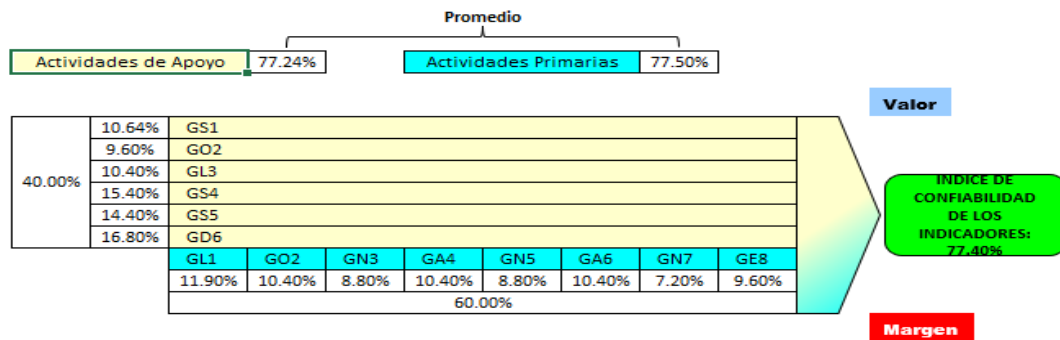 Promedio
Actividades de Apoyo 77.24% Actividades Primarias 77.50%
Valor
40.00%
10.64% GS1
9.60% GO2
10.40% GL3
15.40% GS4
14.40% GS5
16.80% GD6
INDICE DE
CONFIABILIDAD
DE LOS
INDICADORES:
77.40%
GL1 GO2 GN3 GA4 GN5 GA6 GN7 GE8
11.90% 10.40% 8.80% 10.40% 8.80% 10.40% 7.20% 9.60%
60.00%
Margen